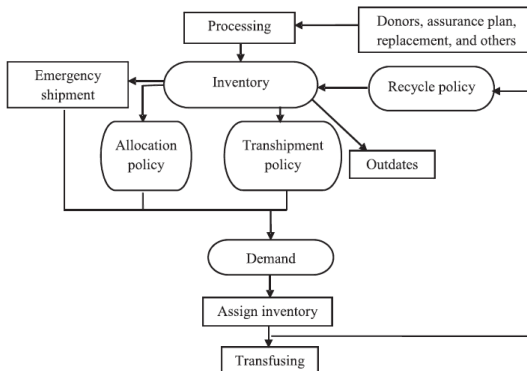 Processing
Donors, assurance plan,
replacement, and others
Emergency
shipment
Inventory
Recycle policy
Allocation
policy
Transhipment
policy
Outdates
Demand
Assign inventory
Transfusing